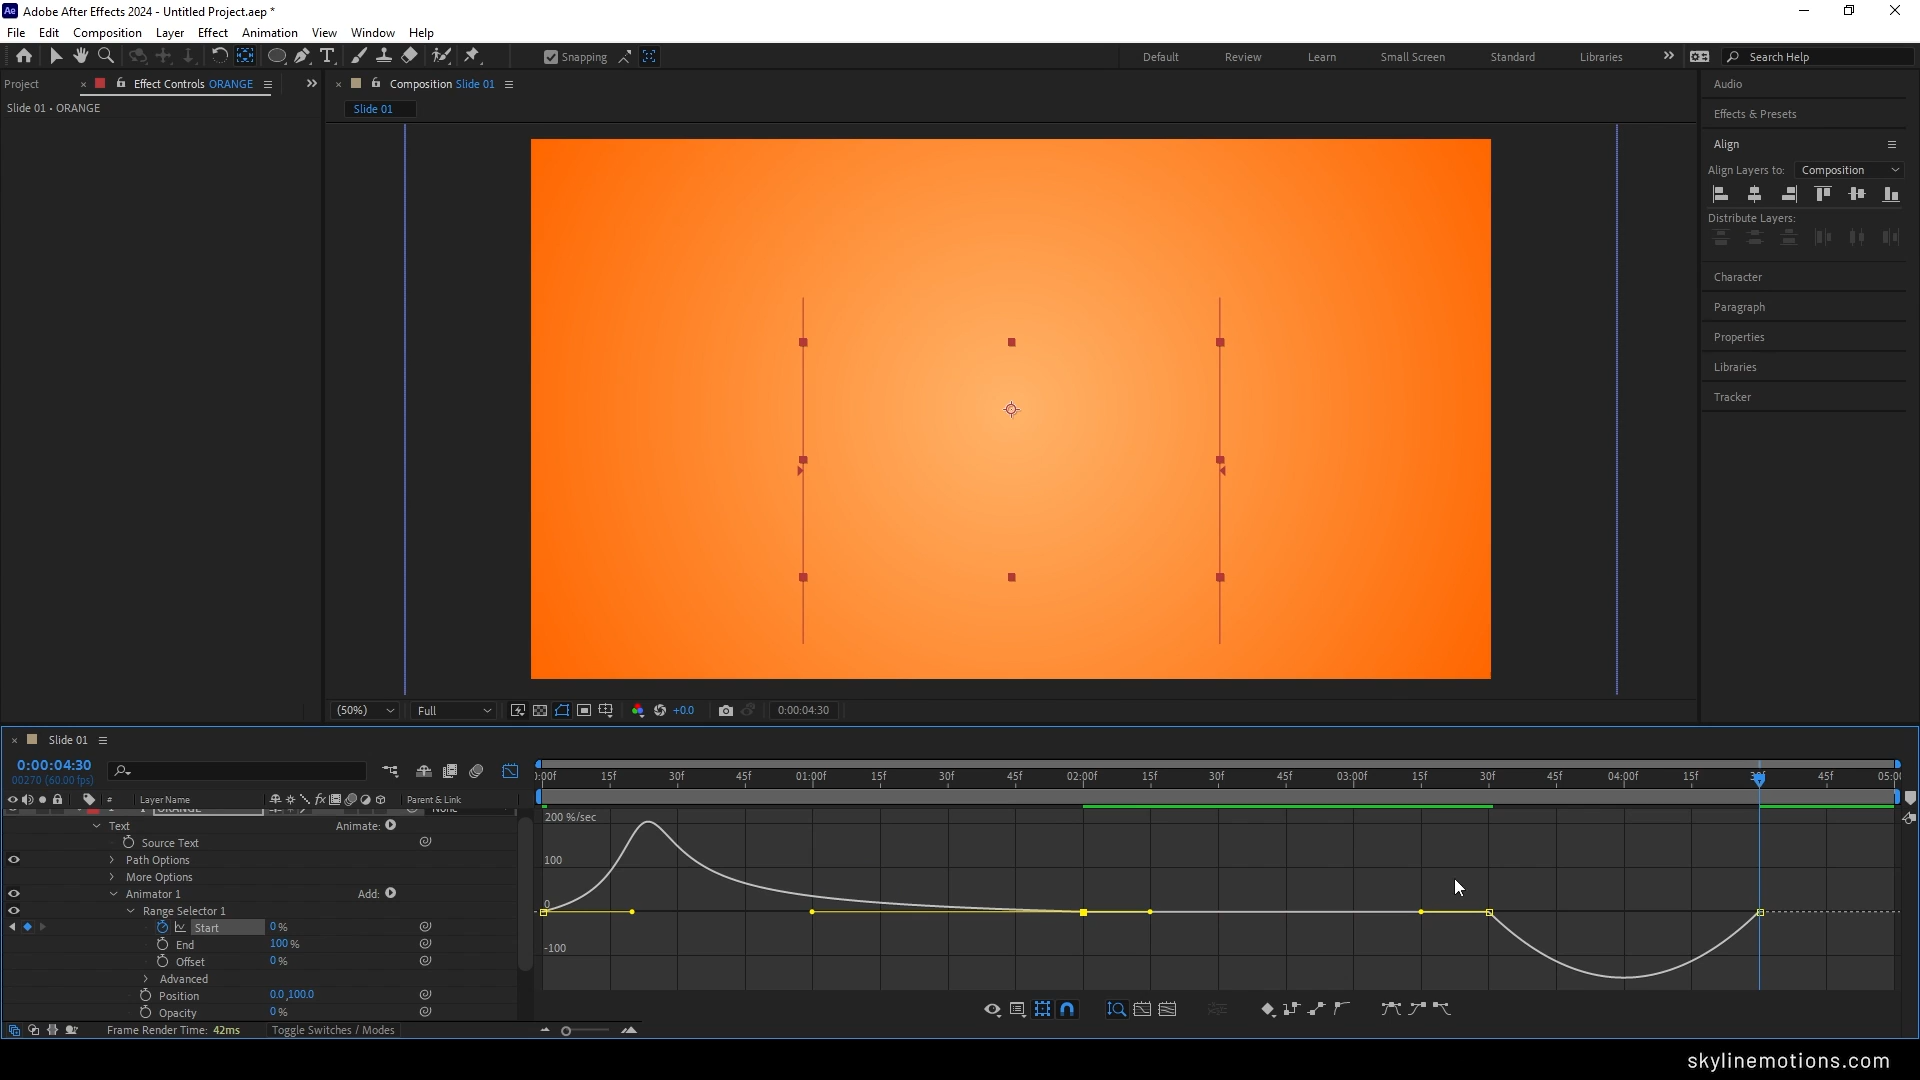 Adobe After Effects 2024 - Untitled Project.aep *
File Edit Composition Layer Effect Animation View Window Help
Snapping Default Review Learn Small Screen Standard Libraries Search Help
Project Effect Controls ORANGE
Slide 01 • ORANGE
Composition Slide 01
Slide 01
Audio
Effects & Presets
Align
Align Layers to: Composition
Distribute Layers:
Character
Paragraph
Properties
Libraries
Tracker
(50%) Full +0.0 0:00:04:30
Slide 01
0:00:04:30
00270 (60.00 fps)
:00f 15f 30f 45f 01:00f 15f 30f 45f 02:00f 15f 30f 45f 03:00f 15f 30f 45f 04:00f 15f 30f 45f 05:00
# Layer Name fx Parent & Link
ORANGE None
Text Animate:
Source Text
Path Options
More Options
Animator 1 Add:
Range Selector 1
Start 0 %
End 100 %
Offset 0 %
Advanced
Position 0.0,100.0
Opacity 0 %
200 %/sec
100
0
-100
Frame Render Time: 42ms Toggle Switches / Modes
skylinemotions.com